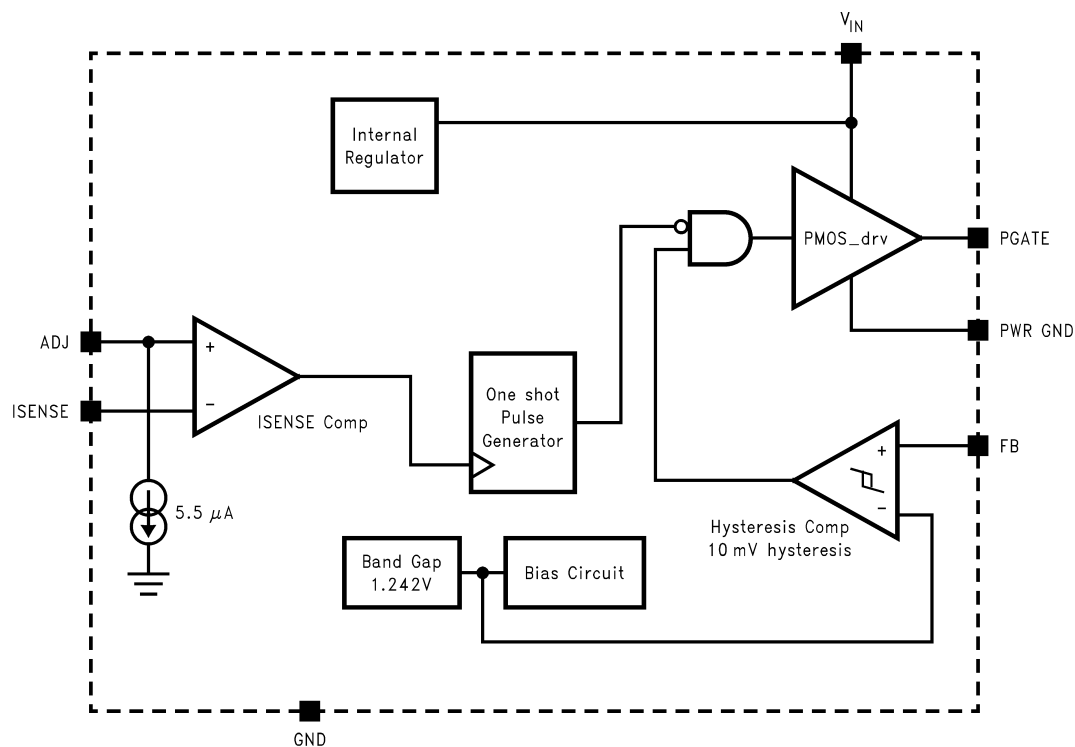 VIN
Internal
Regulator
PMOS_drv
PGATE
ADJ
+
PWR GND
ISENSE
-
ISENSE Comp
One shot
Pulse
Generator
+
FB
-
5.5 μA
Hysteresis Comp
10 mV hysteresis
Band Gap
1.242V
Bias Circuit
GND